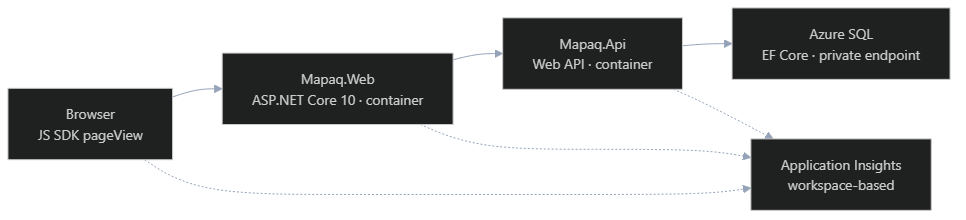 Browser
JS SDK pageView
Mapaq.Web
ASP.NET Core 10 · container
Mapaq.Api
Web API · container
Azure SQL
EF Core · private endpoint
Application Insights
workspace-based